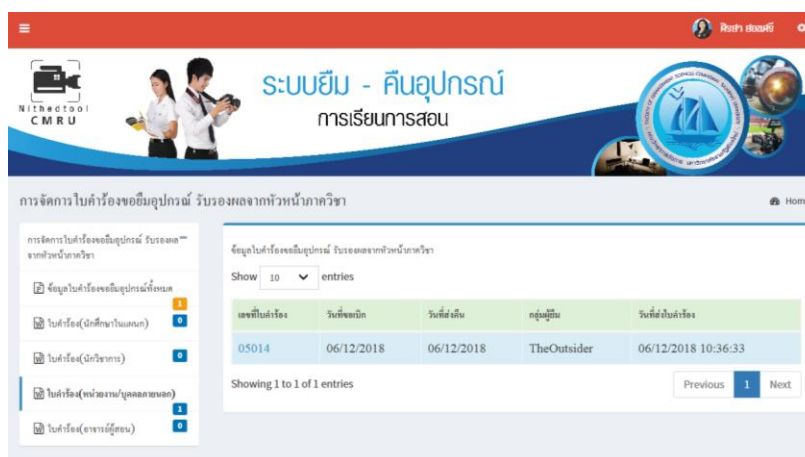 ศิรสา สยอศรี
Nithedtool
CMRU
ระบบยืม - คืนอุปกรณ์
การเรียนการสอน
การจัดการใบคำร้องขอยืมอุปกรณ์ รับรองผลจากหัวหน้าภาควิชา
Hom
การจัดการใบคำร้องขอยืมอุปกรณ์ รับรองผล
จากหัวหน้าภาควิชา
ข้อมูลใบคำร้องขอยืมอุปกรณ์ทั้งหมด
1
ใบคำร้อง(นักศึกษาในแผนก) 0
ใบคำร้อง(นักวิชาการ) 0
ใบคำร้อง(หน่วยงาน/บุคคลภายนอก)
1
ใบคำร้อง(อาจารย์ผู้สอน) 0
ข้อมูลใบคำร้องขอยืมอุปกรณ์ รับรองผลจากหัวหน้าภาควิชา
Show 10 entries
เลขที่ใบคำร้อง วันที่ขอเบิก วันที่ส่งคืน กลุ่มผู้ยืม วันที่ส่งใบคำร้อง
05014 06/12/2018 06/12/2018 TheOutsider 06/12/2018 10:36:33
Showing 1 to 1 of 1 entries
Previous 1 Next